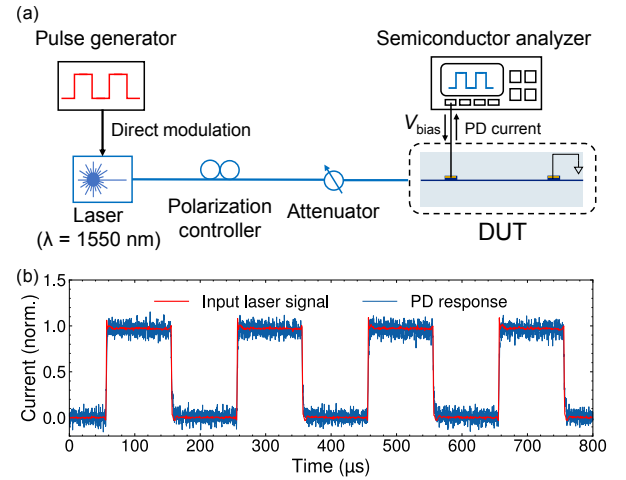 (a)
Pulse generator
Semiconductor analyzer
Direct modulation
Vbias
PD current
Laser
(λ = 1550 nm)
Polarization
controller
Attenuator
DUT
(b)
Input laser signal
PD response
Current (norm.)
1.5
1.0
0.5
0.0
0 100 200 300 400 500 600 700 800
Time (μs)